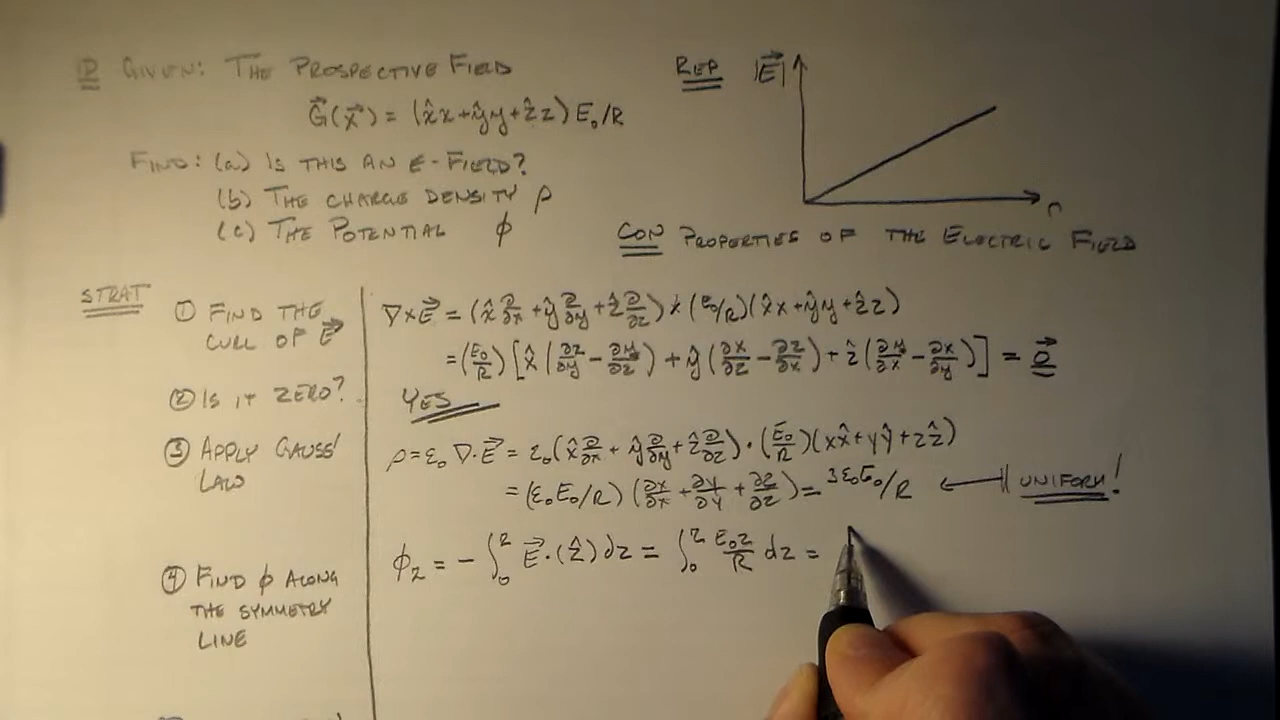 D GIVEN: THE PROSPECTIVE FIELD
G⃗(x⃗) = (x̂x+ŷy+ẑz) E₀/R
FIND: (a) IS THIS AN E-FIELD?
(b) THE CHARGE DENSITY ρ
(c) THE POTENTIAL φ
REP |E⃗|
r
CON PROPERTIES OF THE ELECTRIC FIELD
STRAT ① FIND THE
CURL OF E⃗
② IS IT ZERO?
③ APPLY GAUSS'
LAW
④ FIND φ ALONG
THE SYMMETRY
LINE
∇×E⃗ = (x̂ ∂/∂x + ŷ ∂/∂y + ẑ ∂/∂z) × (E₀/R)(x̂x+ŷy+ẑz)
= (E₀/R) [x̂ (∂z/∂y − ∂y/∂z) + ŷ (∂x/∂z − ∂z/∂x) + ẑ (∂y/∂x − ∂x/∂y)] = 0⃗
YES
ρ = ε₀ ∇·E⃗ = ε₀(x̂ ∂/∂x + ŷ ∂/∂y + ẑ ∂/∂z) · (E₀/R)(xx̂+yŷ+zẑ)
= (ε₀E₀/R) (∂x/∂x + ∂y/∂y + ∂z/∂z) = 3ε₀E₀/R ← UNIFORM!
φ_z = − ∫₀ᶻ E⃗·(ẑ) dz = ∫₀ᶻ E₀z/R dz =